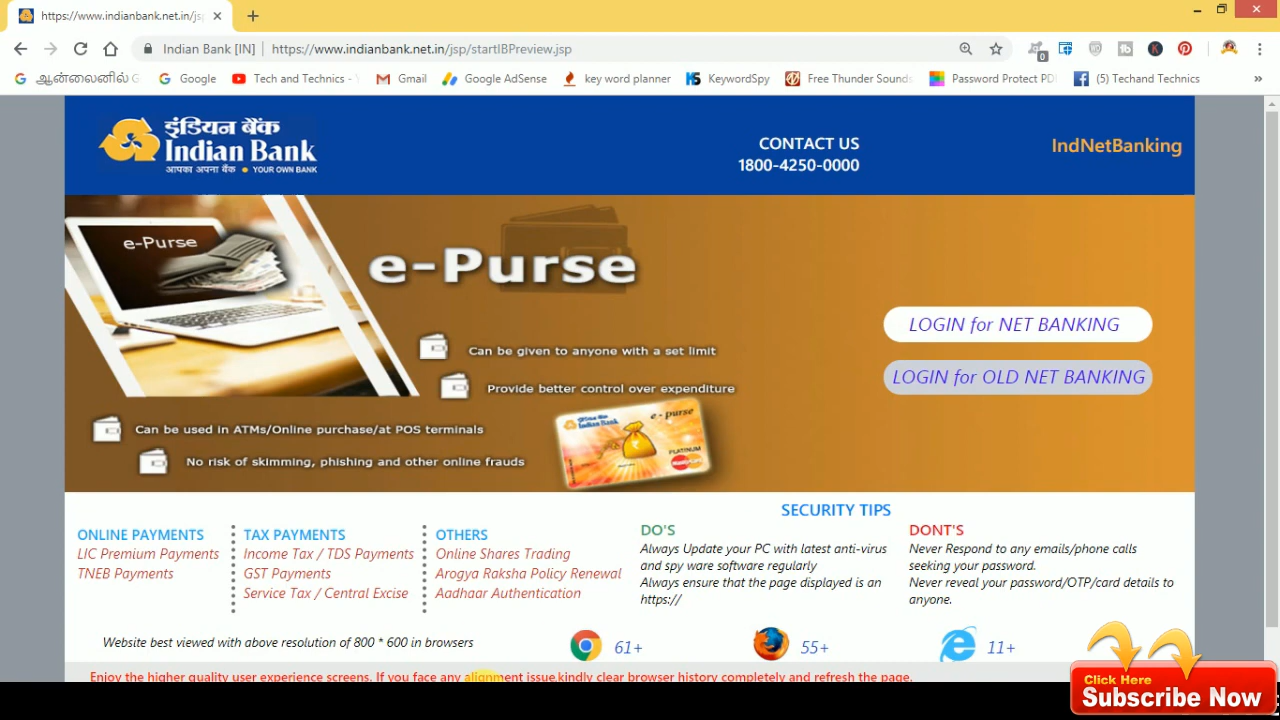 https://www.indianbank.net.in/jsp
Indian Bank [IN] https://www.indianbank.net.in/jsp/startIBPreview.jsp
0
ஆன்லைனில் G
Google
Tech and Technics -
Gmail
Google AdSense
key word planner
KeywordSpy
Free Thunder Sounds
Password Protect PD
(5) Techand Technics
»
इंडियन बैंक
Indian Bank
आपका अपना बैंक ● YOUR OWN BANK
CONTACT US
1800-4250-0000
IndNetBanking
e-Purse
e-Purse
LOGIN for NET BANKING
LOGIN for OLD NET BANKING
Can be given to anyone with a set limit
Provide better control over expenditure
Can be used in ATMs/Online purchase/at POS terminals
No risk of skimming, phishing and other online frauds
Indian Bank
e - purse
PLATINUM
MasterCard
ONLINE PAYMENTS
LIC Premium Payments
TNEB Payments
TAX PAYMENTS
Income Tax / TDS Payments
GST Payments
Service Tax / Central Excise
OTHERS
Online Shares Trading
Arogya Raksha Policy Renewal
Aadhaar Authentication
SECURITY TIPS
DO'S
Always Update your PC with latest anti-virus
and spy ware software regularly
Always ensure that the page displayed is an
https://
DONT'S
Never Respond to any emails/phone calls
seeking your password.
Never reveal your password/OTP/card details to
anyone.
Website best viewed with above resolution of 800 * 600 in browsers
61+
55+
11+
Enjoy the higher quality user experience screens. If you face any alignment issue,kindly clear browser history completely and refresh the page.
Click Here
Subscribe Now